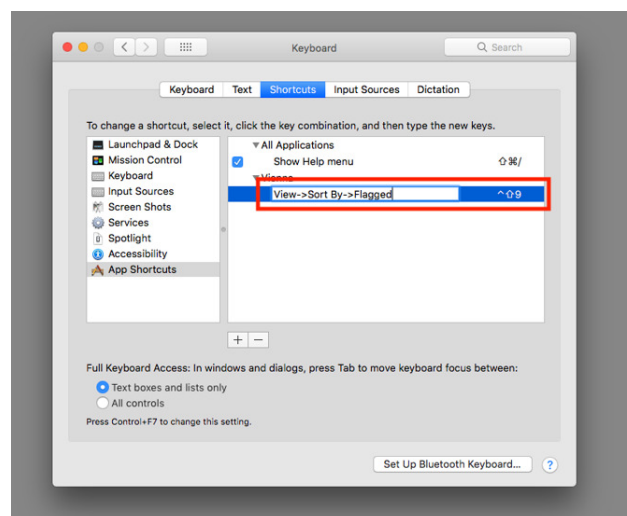 Keyboard
Search
Keyboard Text Shortcuts Input Sources Dictation
To change a shortcut, select it, click the key combination, and then type the new keys.
Launchpad & Dock
Mission Control
Keyboard
Input Sources
Screen Shots
Services
Spotlight
Accessibility
App Shortcuts
All Applications
Show Help menu ⇧⌘/
Vienna
View->Sort By->Flagged ^⇧9
+ −
Full Keyboard Access: In windows and dialogs, press Tab to move keyboard focus between:
Text boxes and lists only
All controls
Press Control+F7 to change this setting.
Set Up Bluetooth Keyboard... ?